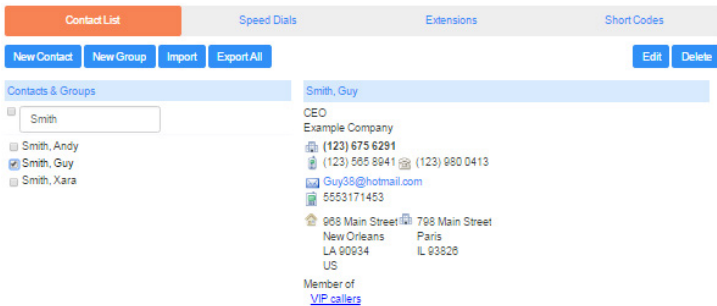 Contact List Speed Dials Extensions Short Codes
New Contact New Group Import Export All Edit Delete
Contacts & Groups
Smith
Smith, Andy
Smith, Guy
Smith, Xara
Smith, Guy
CEO
Example Company
(123) 675 6291
(123) 565 8941 (123) 980 0413
Guy38@hotmail.com
5553171453
968 Main Street 798 Main Street
New Orleans Paris
LA 90934 IL 93826
US
Member of
VIP callers